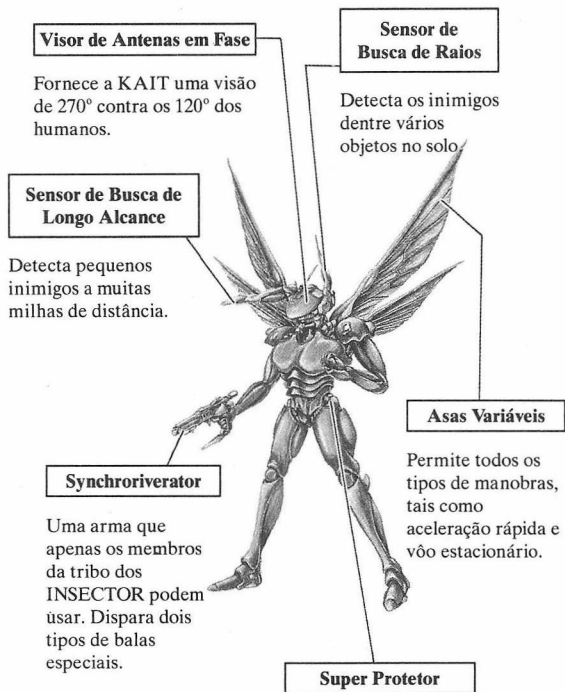 Visor de Antenas em Fase
Fornece a KAIT uma visão
de 270º contra os 120º dos
humanos.
Sensor de
Busca de Raios
Detecta os inimigos
dentre vários
objetos no solo.
Sensor de Busca de
Longo Alcance
Detecta pequenos
inimigos a muitas
milhas de distância.
Asas Variáveis
Permite todos os
tipos de manobras,
tais como
aceleração rápida e
vôo estacionário.
Synchroriverator
Uma arma que
apenas os membros
da tribo dos
INSECTOR podem
usar. Dispara dois
tipos de balas
especiais.
Super Protetor